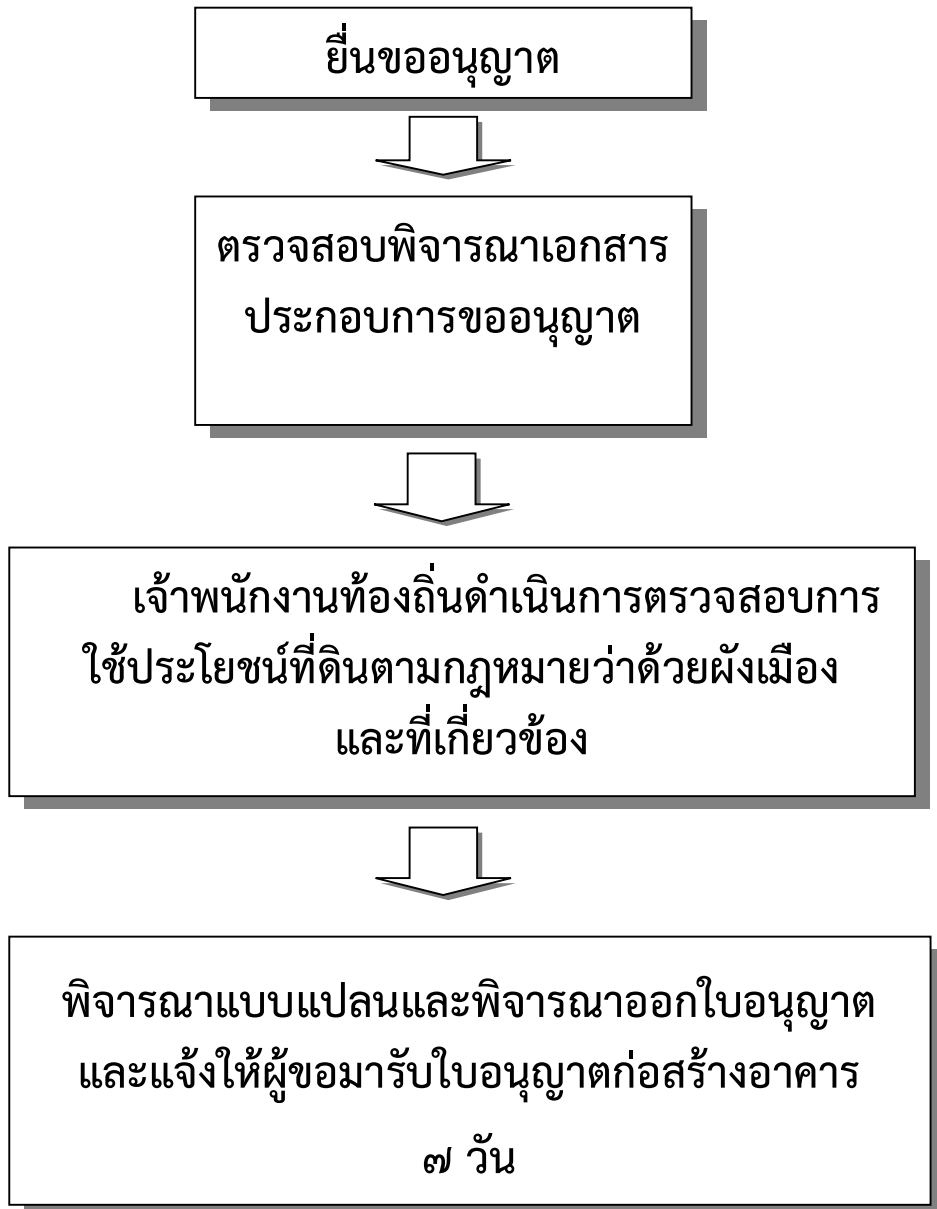 ยื่นขออนุญาต
ตรวจสอบพิจารณาเอกสาร
ประกอบการขออนุญาต
เจ้าพนักงานท้องถิ่นดำเนินการตรวจสอบการ
ใช้ประโยชน์ที่ดินตามกฎหมายว่าด้วยผังเมือง
และที่เกี่ยวข้อง
พิจารณาแบบแปลนและพิจารณาออกใบอนุญาต
และแจ้งให้ผู้ขอมารับใบอนุญาตก่อสร้างอาคาร
๗ วัน